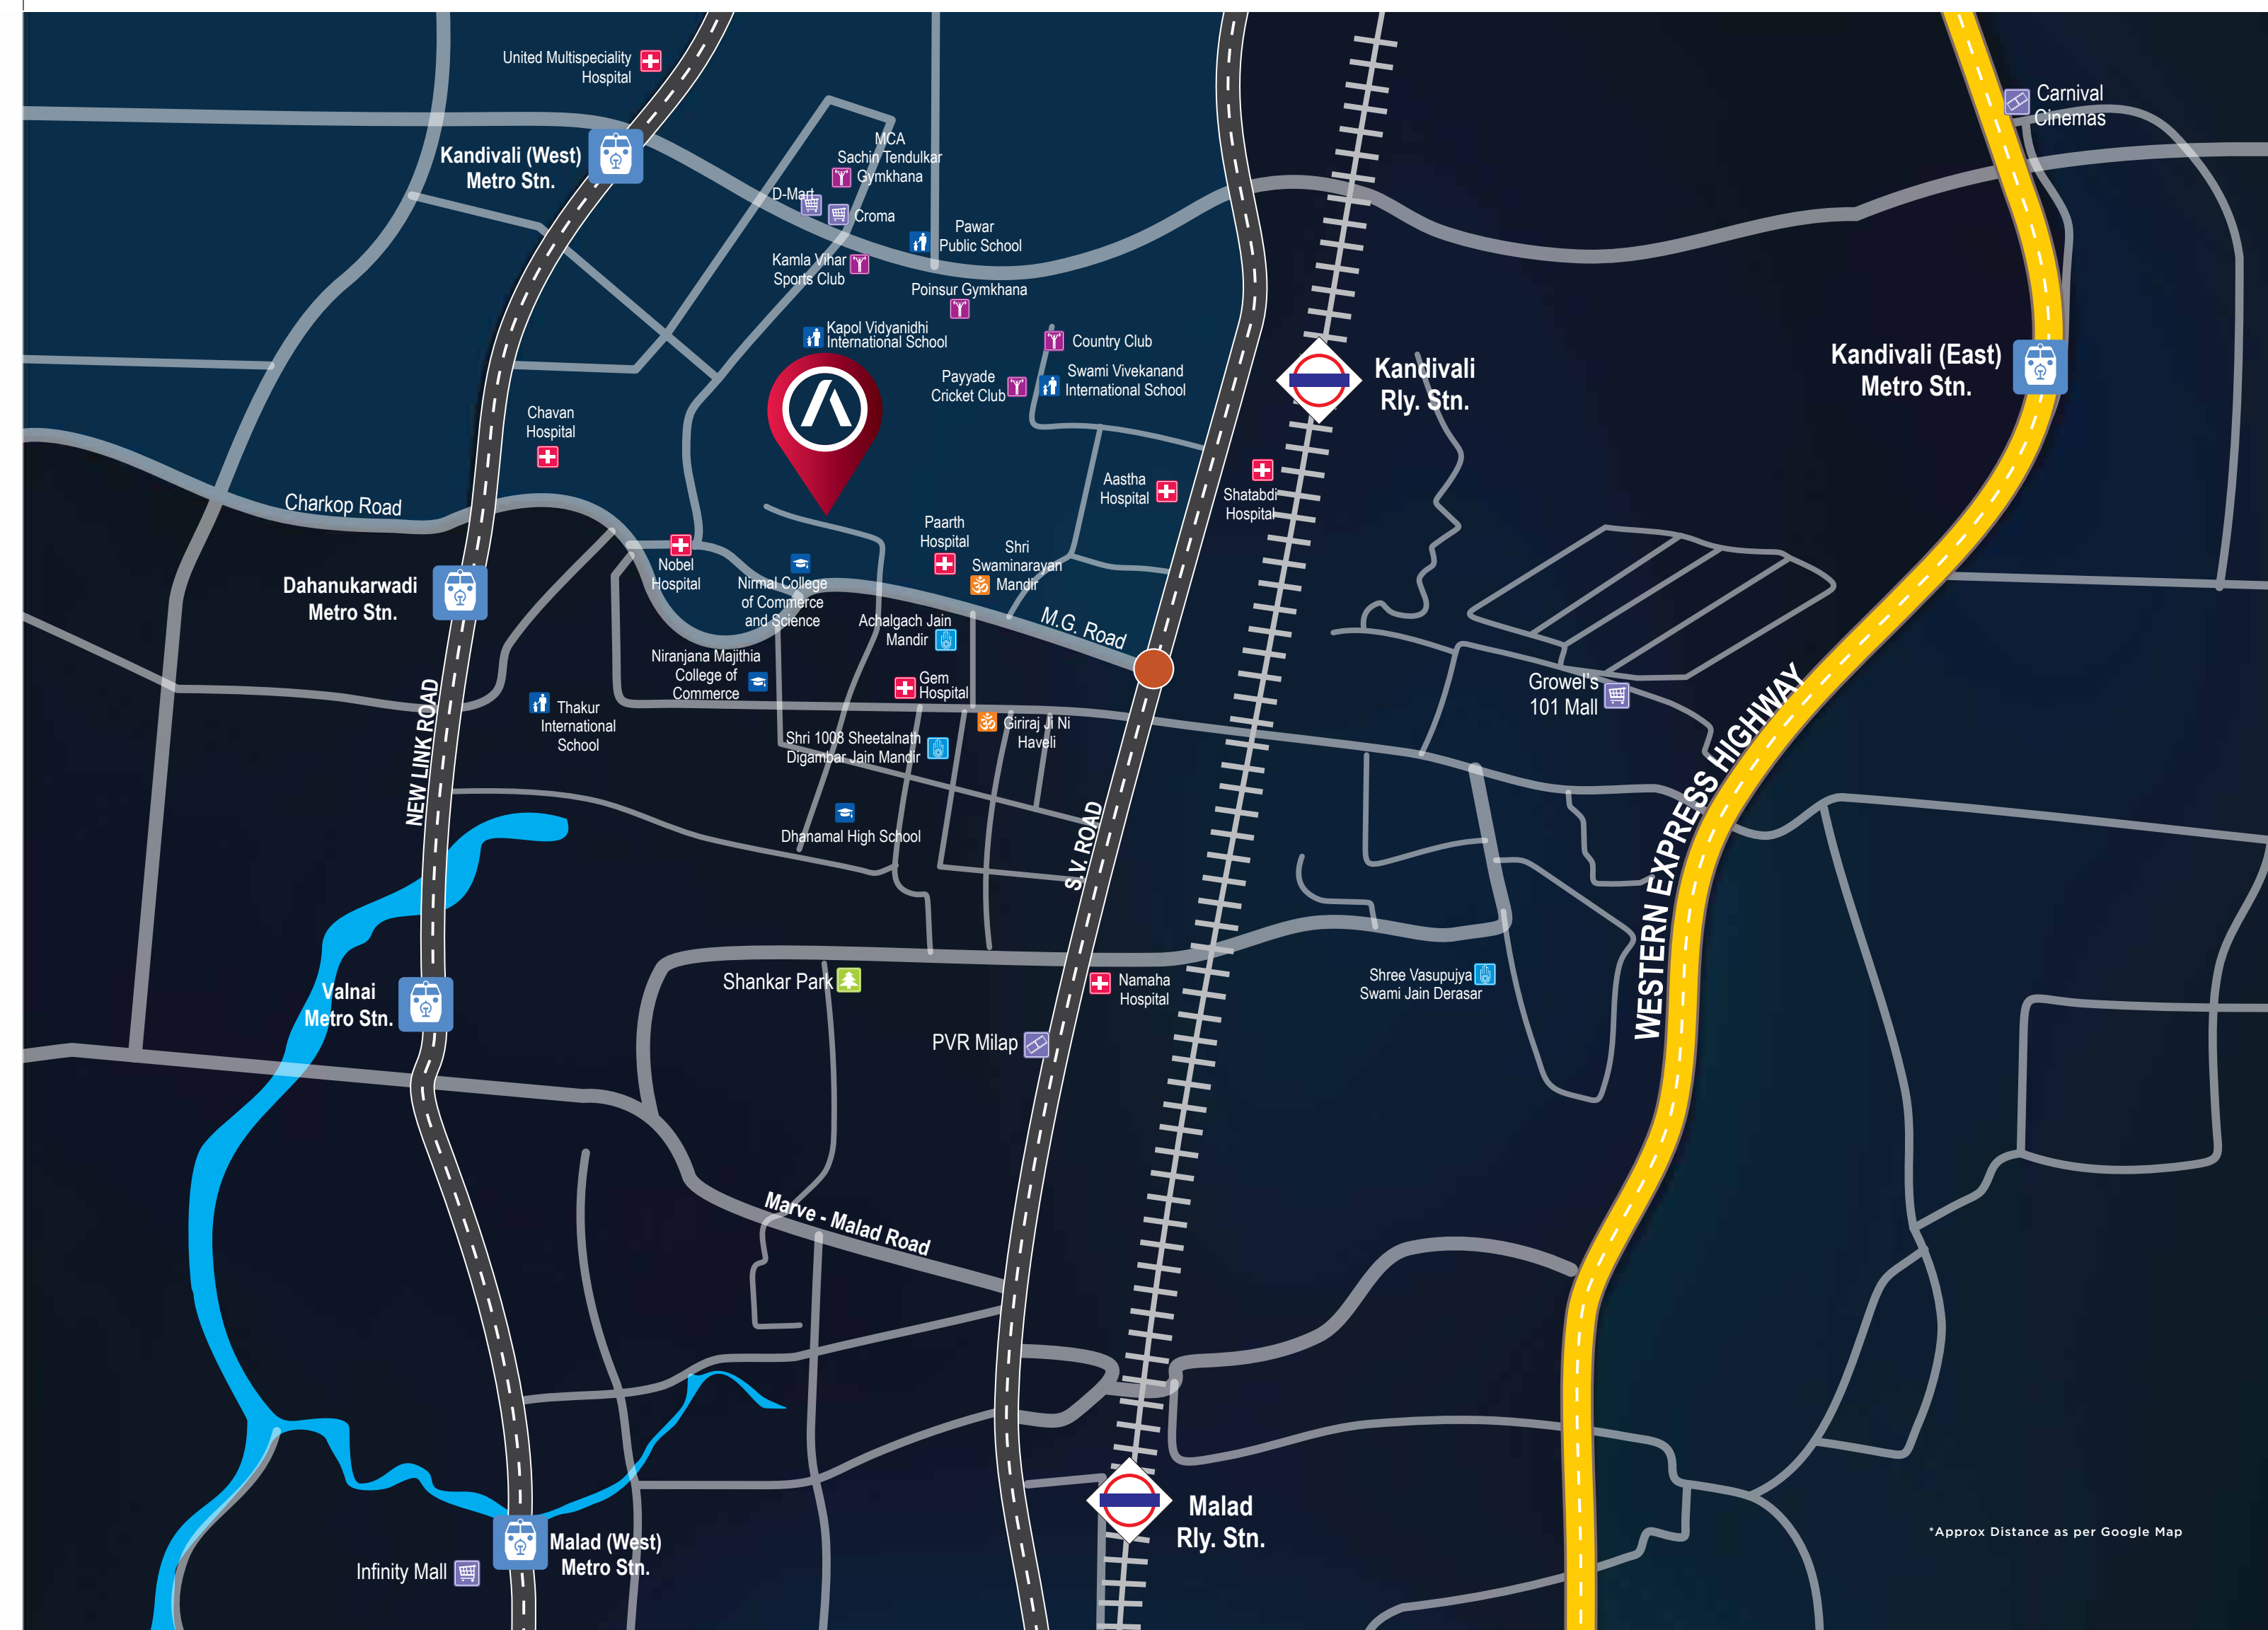 United Multispeciality
Hospital
Carnival
Cinemas
Kandivali (West)
Metro Stn.
MCA
Sachin Tendulkar
Gymkhana
D-Mart
Croma
Pawar
Public School
Kamla Vihar
Sports Club
Poinsur Gymkhana
Kapol Vidyanidhi
International School
Country Club
Payyade
Cricket Club
Swami Vivekanand
International School
Kandivali
Rly. Stn.
Kandivali (East)
Metro Stn.
Chavan
Hospital
Charkop Road
Aastha
Hospital
Shatabdi
Hospital
Paarth
Hospital
Shri
Swaminarayan
Mandir
Nobel
Hospital
Nirmal College
of Commerce
and Science
Dahanukarwadi
Metro Stn.
Achalgach Jain
Mandir
M.G. Road
Niranjana Majithia
College of
Commerce
Gem
Hospital
Growel's
101 Mall
Thakur
International
School
NEW LINK ROAD
Giriraj Ji Ni
Haveli
Shri 1008 Sheetalnath
Digambar Jain Mandir
WESTERN EXPRESS HIGHWAY
Dhanamal High School
S.V. ROAD
Shankar Park
Namaha
Hospital
Shree Vasupujya
Swami Jain Derasar
Valnai
Metro Stn.
PVR Milap
Marve - Malad Road
Malad
Rly. Stn.
Malad (West)
Metro Stn.
Infinity Mall
*Approx Distance as per Google Map